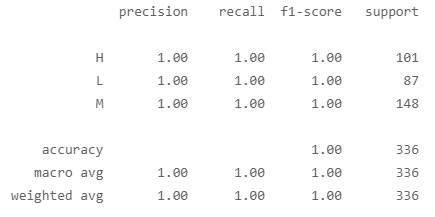 precision recall f1-score support
H 1.00 1.00 1.00 101
L 1.00 1.00 1.00 87
M 1.00 1.00 1.00 148
accuracy 1.00 336
macro avg 1.00 1.00 1.00 336
weighted avg 1.00 1.00 1.00 336